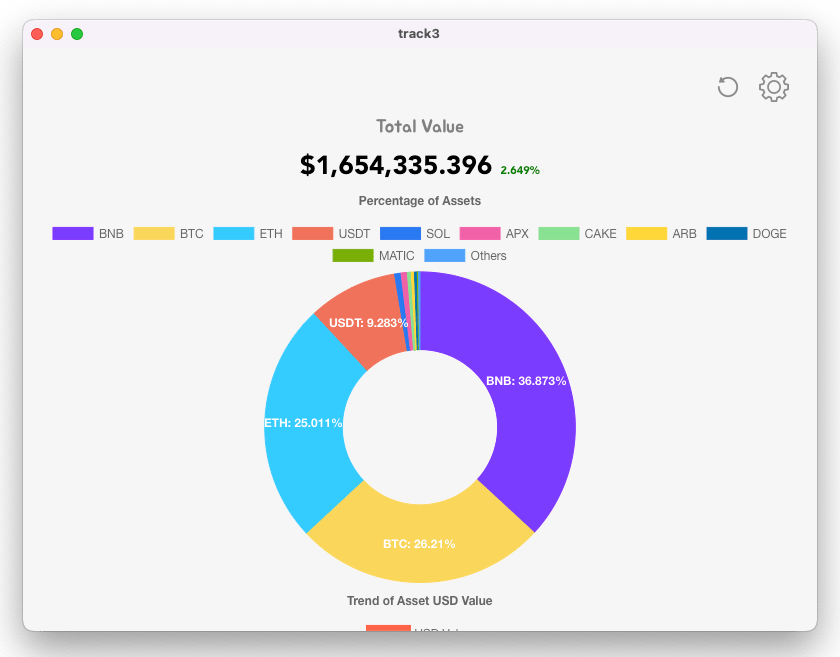 track3
Total Value
$1,654,335.396 2.649%
Percentage of Assets
BNB BTC ETH USDT SOL APX CAKE ARB DOGE
MATIC Others
USDT: 9.283%
BNB: 36.873%
ETH: 25.011%
BTC: 26.21%
Trend of Asset USD Value